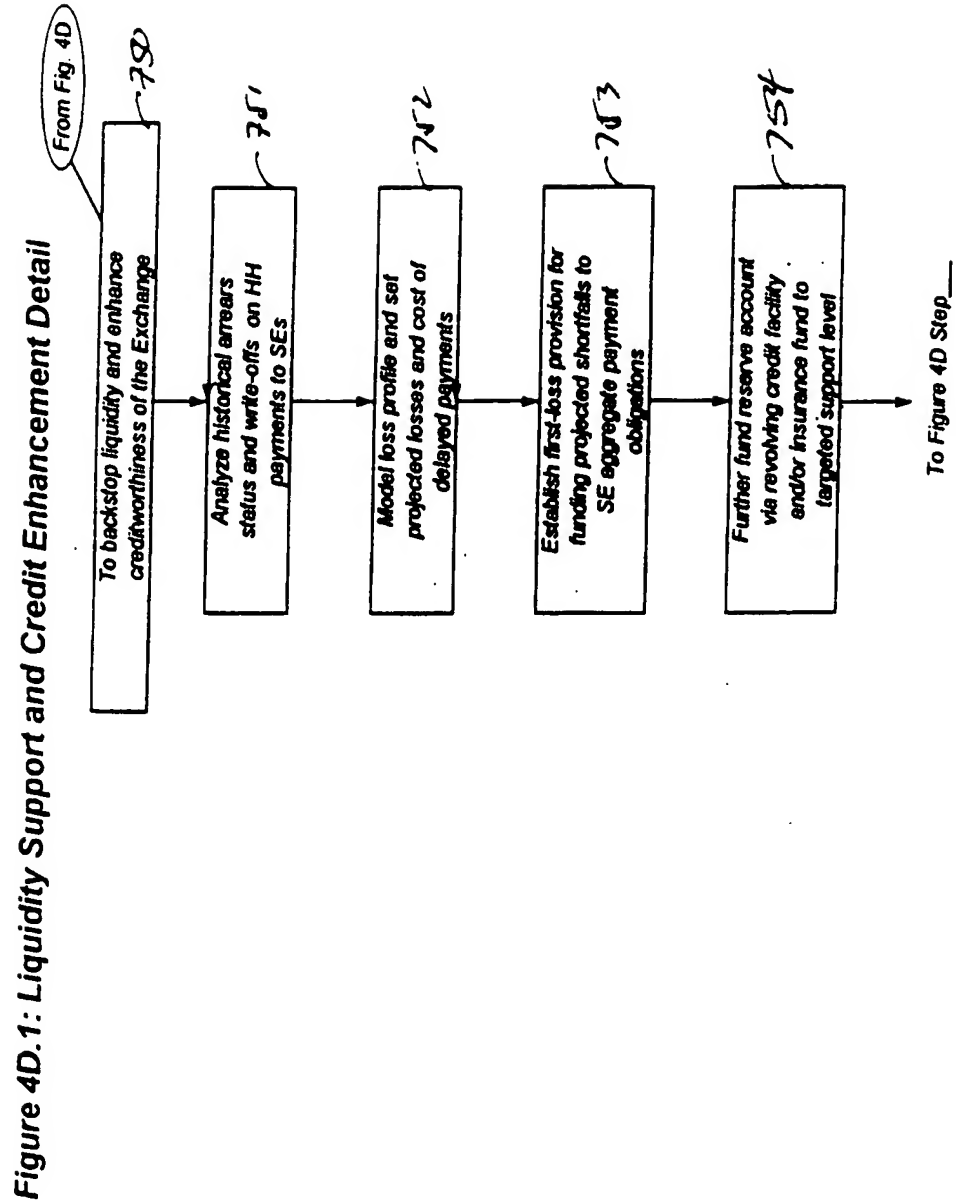 Figure 4D.1: Liquidity Support and Credit Enhancement Detail
From Fig. 4D
To backstop liquidity and enhance
creditworthiness of the Exchange
750
Analyze historical arrears
status and write-offs on HH
payments to SEs
751
Model loss profile and set
projected losses and cost of
delayed payments
752
Establish first-loss provision for
funding projected shortfalls to
SE aggregate payment
obligations
753
Further fund reserve account
via revolving credit facility
and/or insurance fund to
targeted support level
754
To Figure 4D Step__